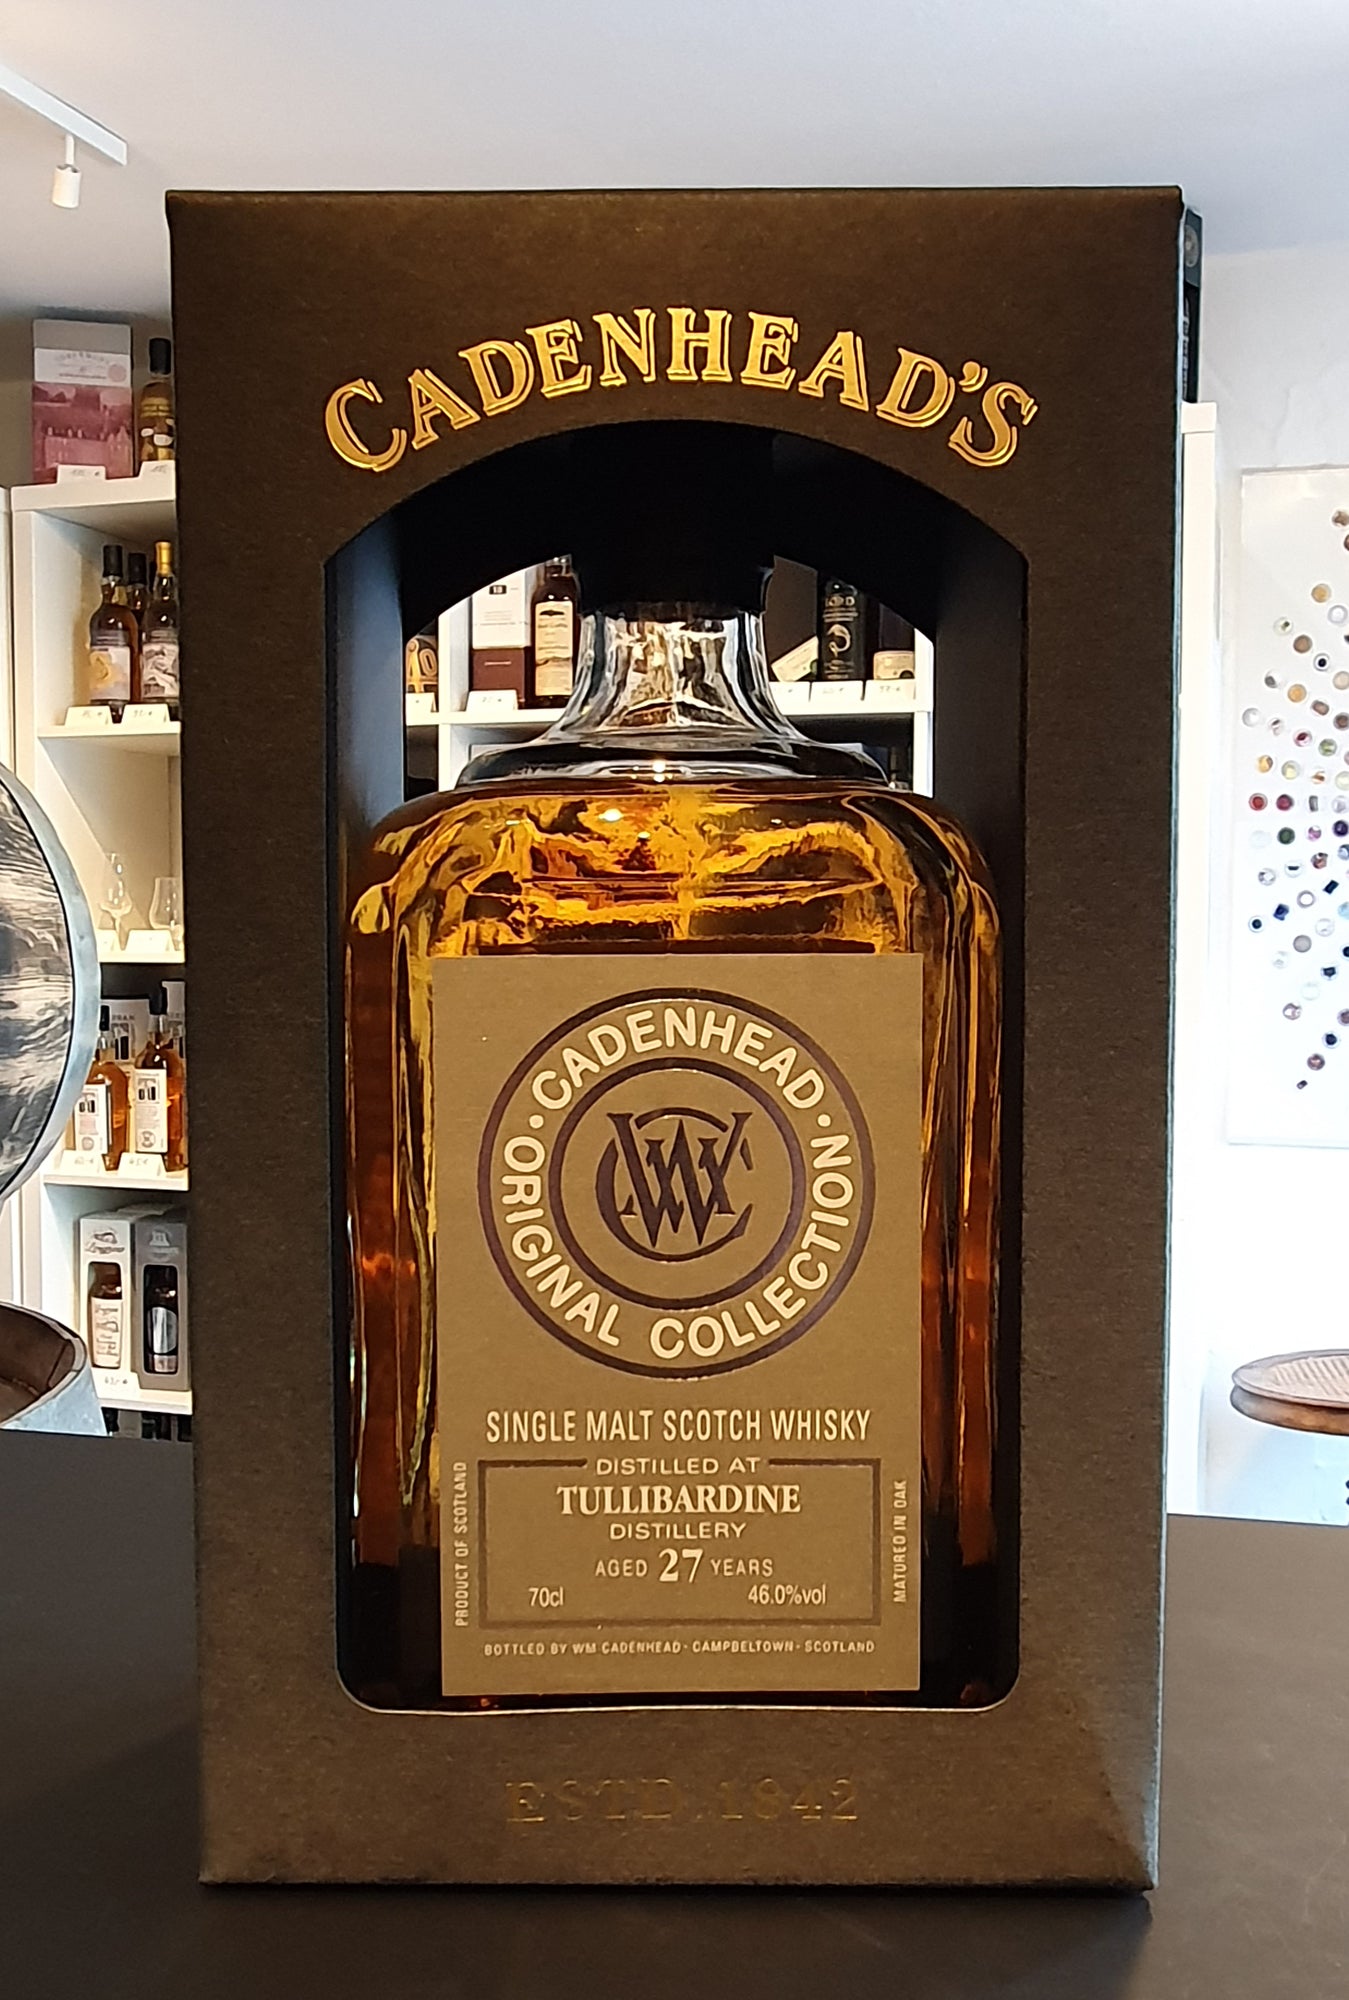 CADENHEAD'S
CADENHEAD
ORIGINAL COLLECTION
CWC
SINGLE MALT SCOTCH WHISKY
DISTILLED AT
TULLIBARDINE
DISTILLERY
AGED 27 YEARS
70cl
46.0%vol
PRODUCT OF SCOTLAND
MATURED IN OAK
BOTTLED BY WM CADENHEAD · CAMPBELTOWN · SCOTLAND
ESTD 1842